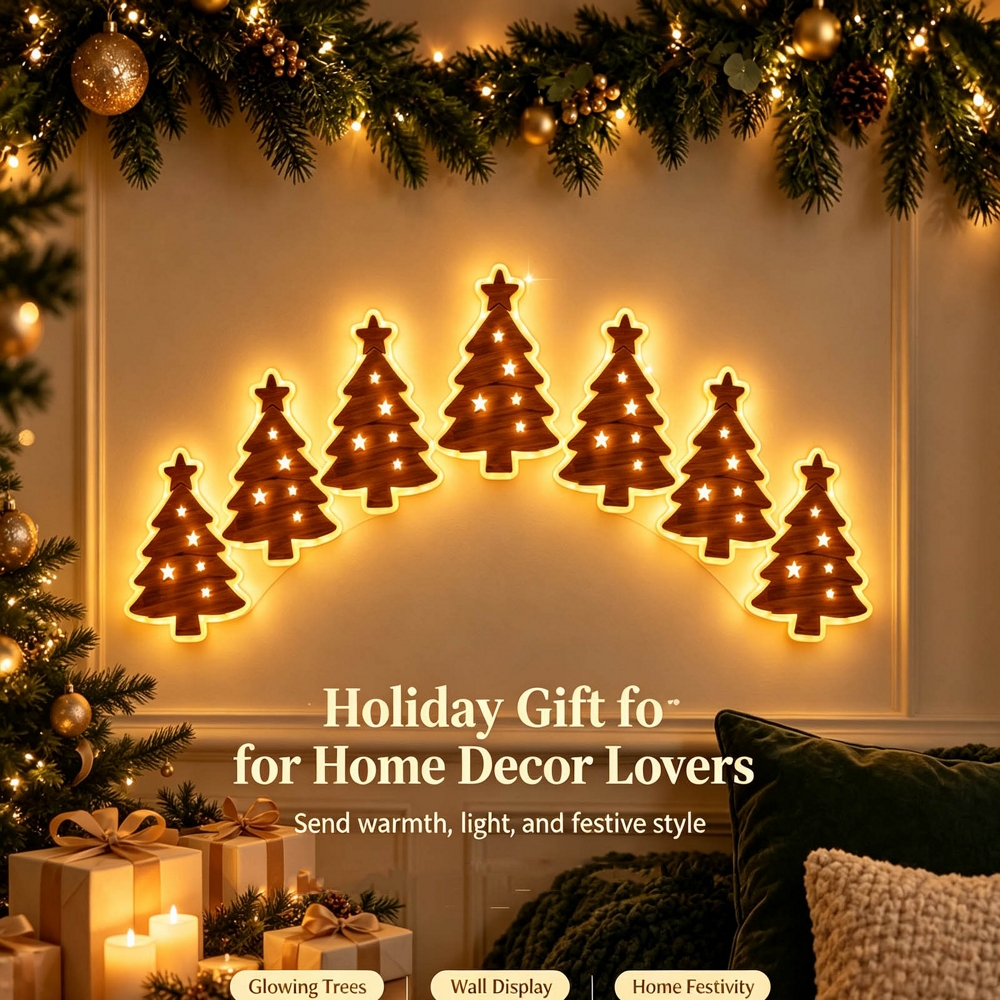 Holiday Gift fo
for Home Decor Lovers
Send warmth, light, and festive style
Glowing Trees
Wall Display
Home Festivity